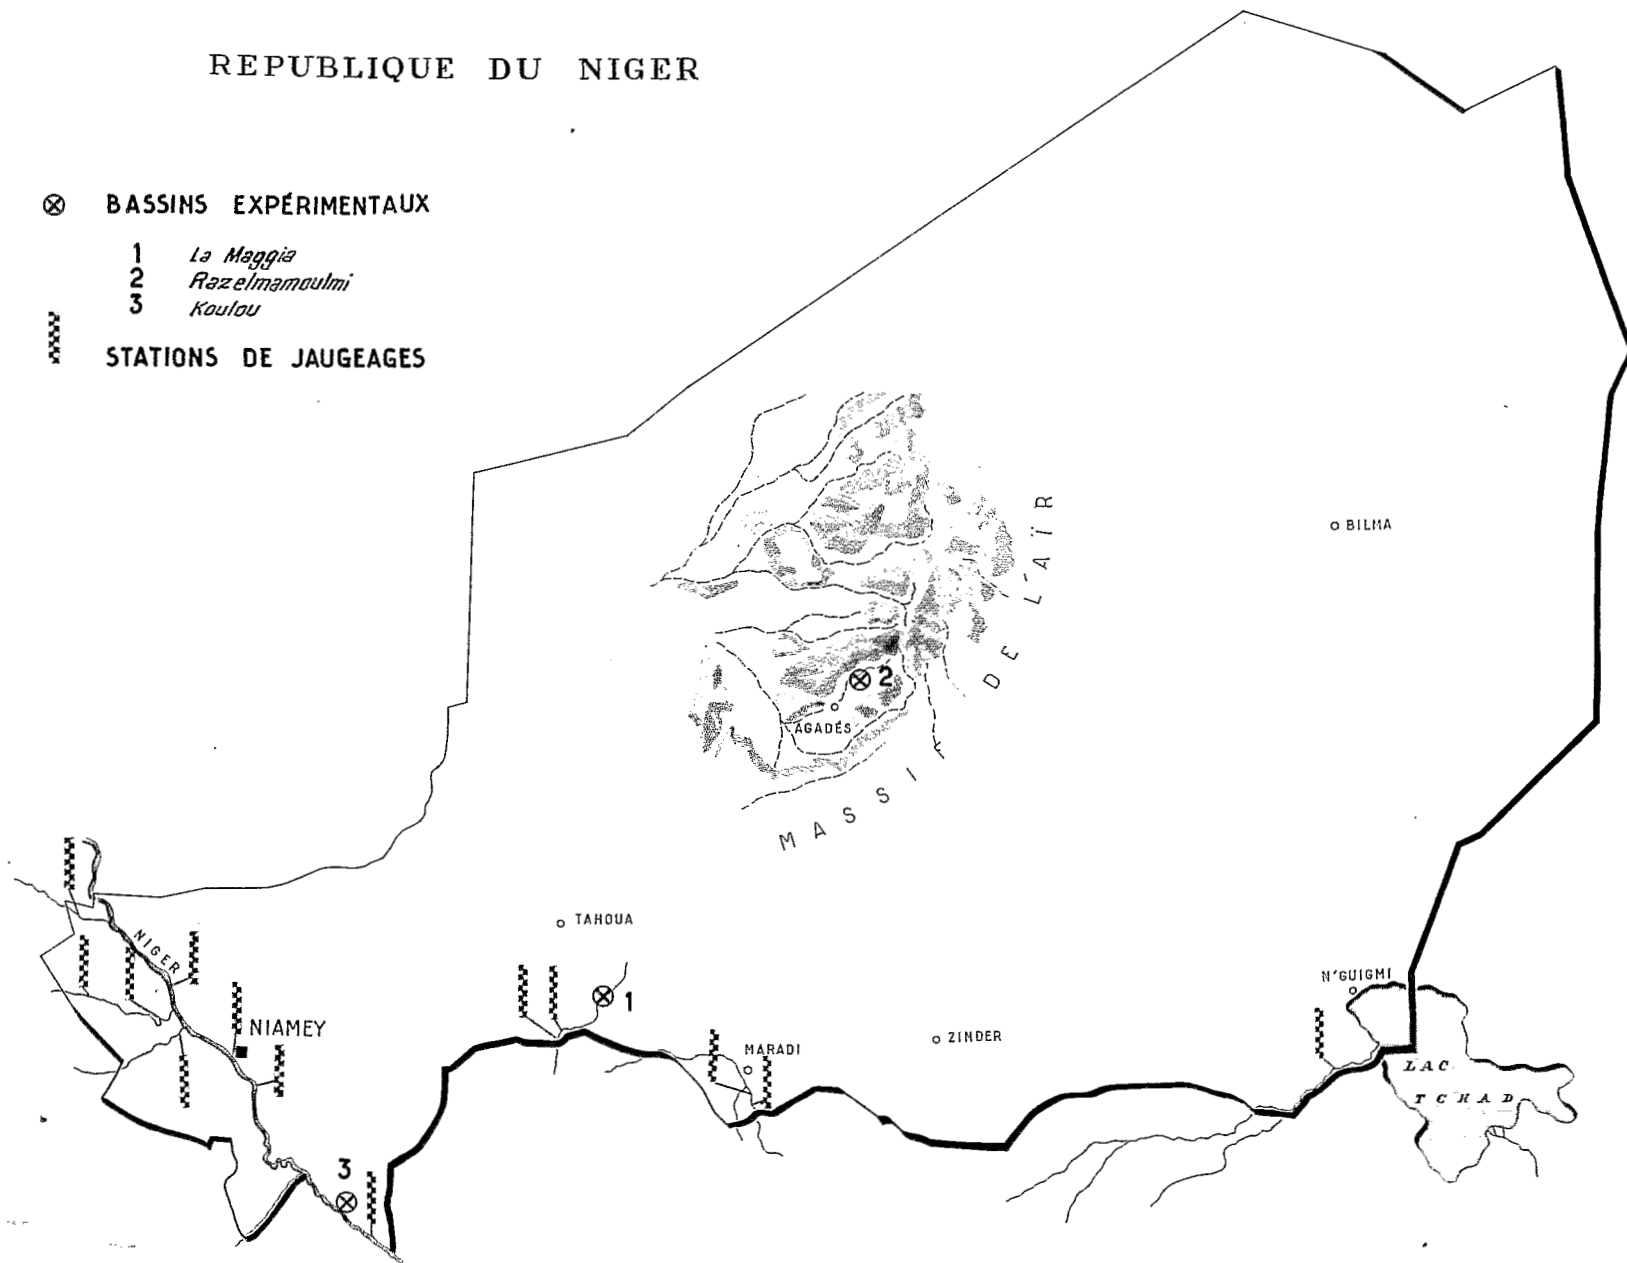 REPUBLIQUE DU NIGER
BASSINS EXPÉRIMENTAUX
1 La Maggia
2 Razelmamoulmi
3 Koulou
STATIONS DE JAUGEAGES
MASSIF DE L'AÏR
BILMA
2
AGADÈS
TAHOUA
NIGER
N'GUIGMI
1
NIAMEY
ZINDER
MARADI
LAC
TCHAD
3